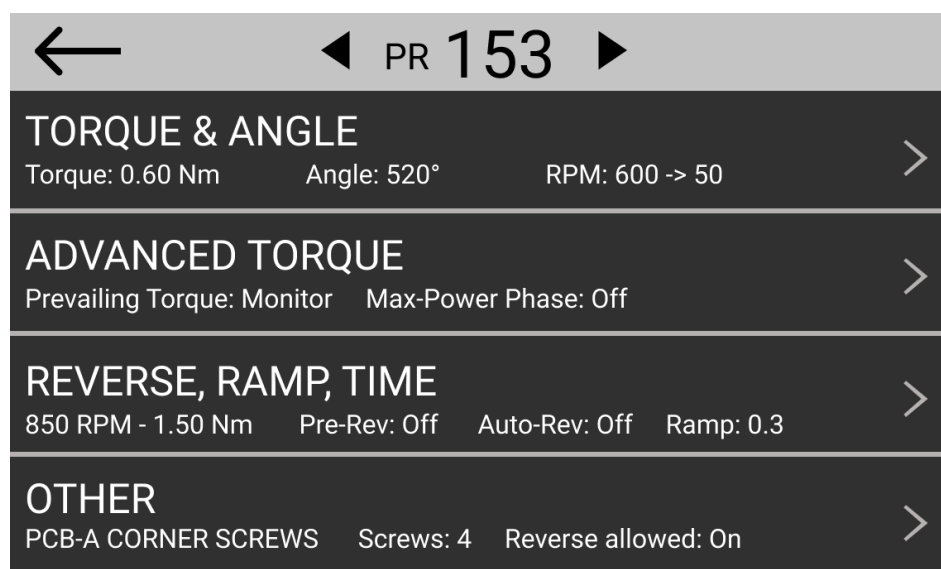 PR 153
TORQUE & ANGLE
Torque: 0.60 Nm Angle: 520° RPM: 600 -> 50
ADVANCED TORQUE
Prevailing Torque: Monitor Max-Power Phase: Off
REVERSE, RAMP, TIME
850 RPM - 1.50 Nm Pre-Rev: Off Auto-Rev: Off Ramp: 0.3
OTHER
PCB-A CORNER SCREWS Screws: 4 Reverse allowed: On